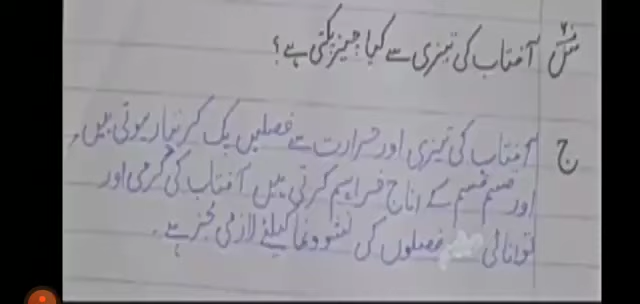 س۶ آفتاب کی تیزی سے کیا چیز پکتی ہے؟
ج آفتاب کی تیزی اور حرارت سے فصلیں پک کر تیار ہوتی ہیں۔
اور قسم قسم کے اناج فراہم کرتی ہیں آفتاب کی گرمی اور
توانائی فصلوں کی نشوونما کیلئے لازمی جز ہے۔